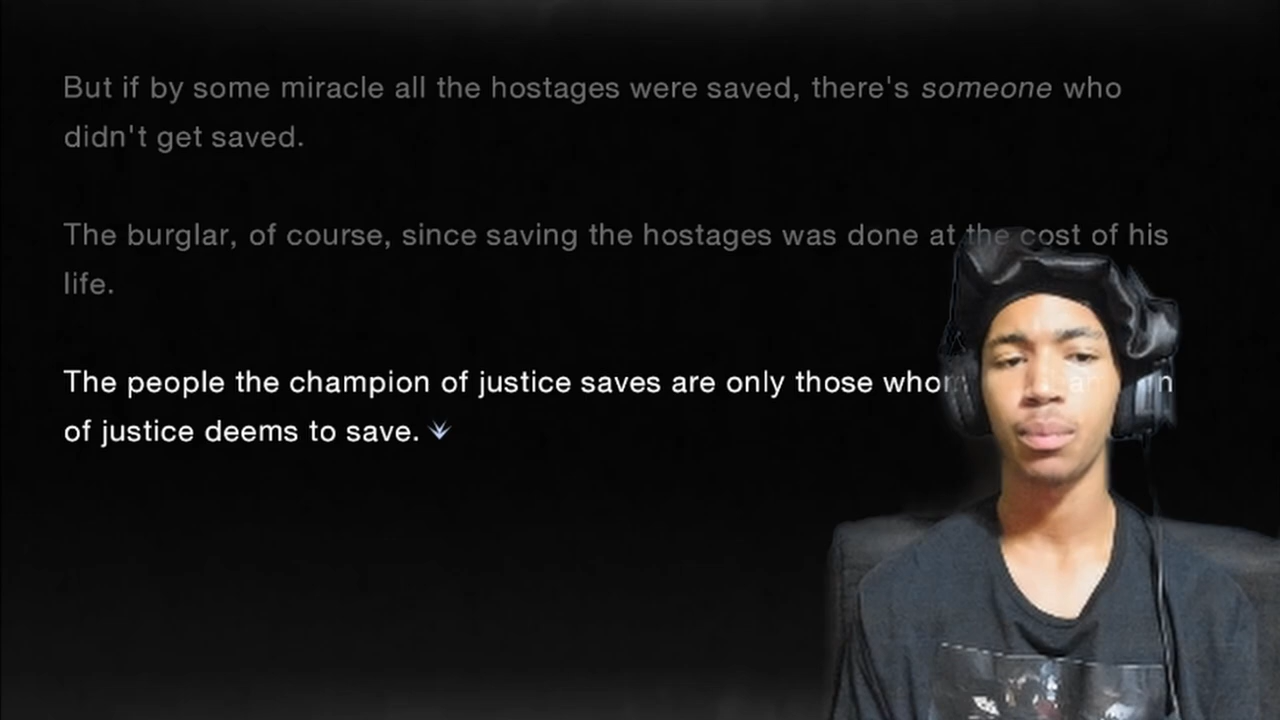 But if by some miracle all the hostages were saved, there's someone who
didn't get saved.
The burglar, of course, since saving the hostages was done at the cost of his
life.
The people the champion of justice saves are only those whom
of justice deems to save.